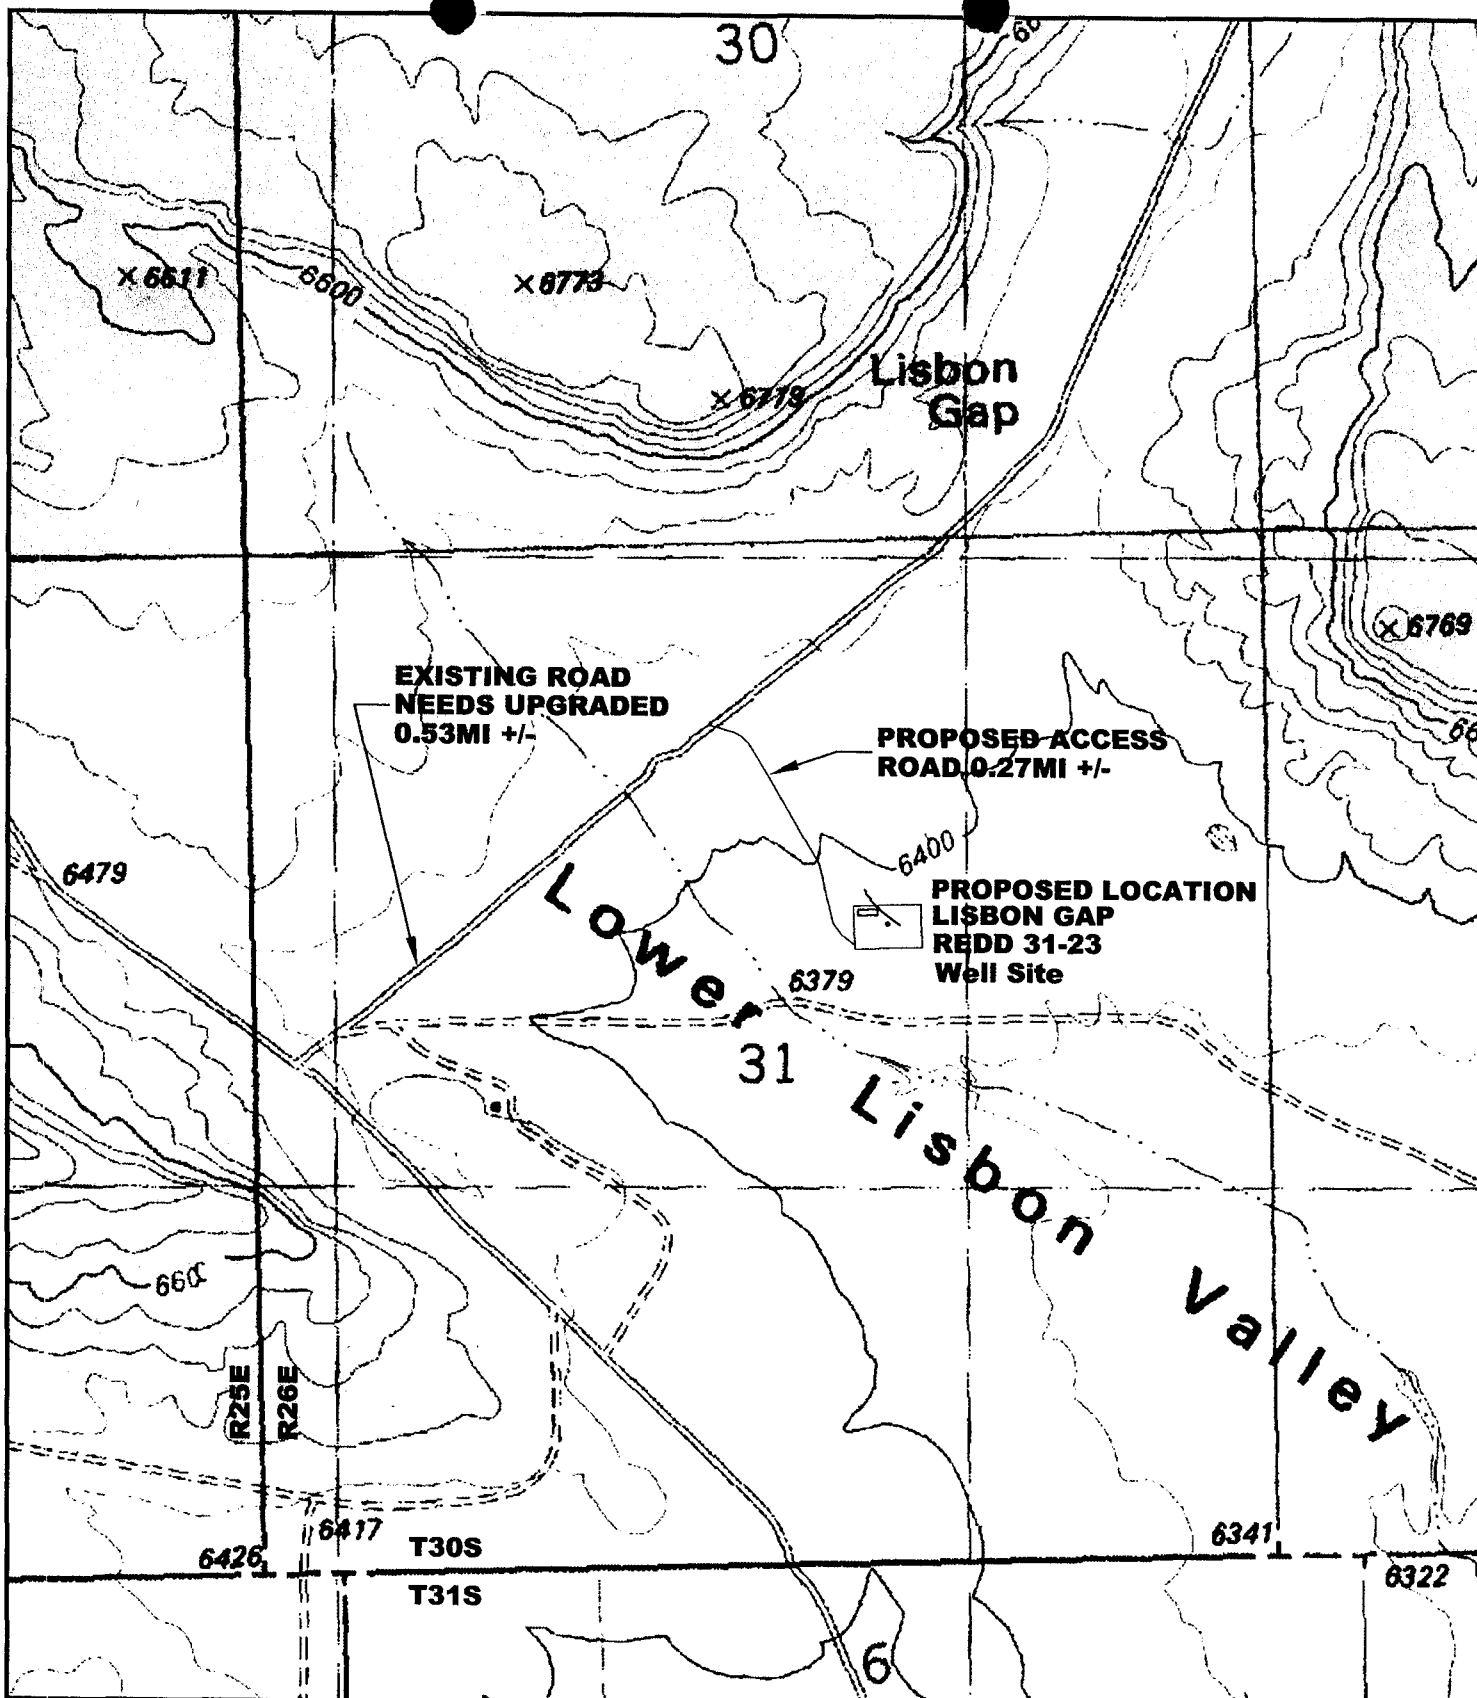 30
×6611
6600
×6773
×6779
Lisbon
Gap
×6769
EXISTING ROAD
NEEDS UPGRADED
0.53MI +/-
PROPOSED ACCESS
ROAD 0.27MI +/-
6479
6400
PROPOSED LOCATION
LISBON GAP
REDD 31-23
Well Site
6379
Lower Lisbon Valley
31
R25E
R26E
6417
6426
T30S
T31S
6341
6322
6